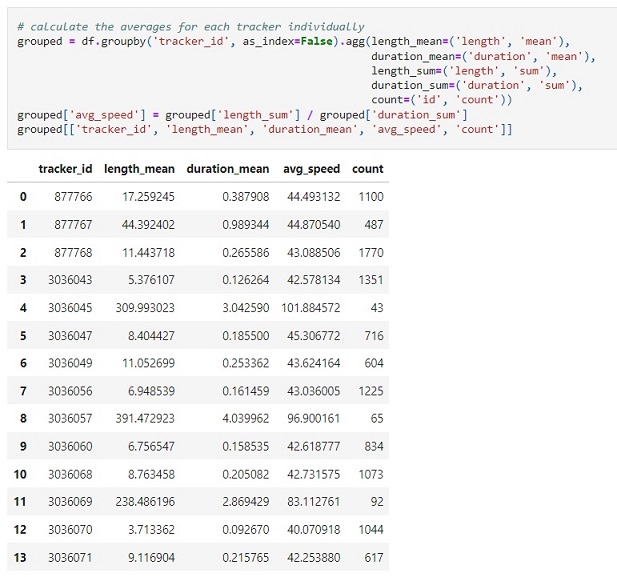 # calculate the averages for each tracker individually
grouped = df.groupby('tracker_id', as_index=False).agg(length_mean=('length', 'mean'),
duration_mean=('duration', 'mean'),
length_sum=('length', 'sum'),
duration_sum=('duration', 'sum'),
count=('id', 'count'))
grouped['avg_speed'] = grouped['length_sum'] / grouped['duration_sum']
grouped[['tracker_id', 'length_mean', 'duration_mean', 'avg_speed', 'count']]
tracker_id length_mean duration_mean avg_speed count
0 877766 17.259245 0.387908 44.493132 1100
1 877767 44.392402 0.989344 44.870540 487
2 877768 11.443718 0.265586 43.088506 1770
3 3036043 5.376107 0.126264 42.578134 1351
4 3036045 309.993023 3.042590 101.884572 43
5 3036047 8.404427 0.185500 45.306772 716
6 3036049 11.052699 0.253362 43.624164 604
7 3036056 6.948539 0.161459 43.036005 1225
8 3036057 391.472923 4.039962 96.900161 65
9 3036060 6.756547 0.158535 42.618777 834
10 3036068 8.763458 0.205082 42.731575 1073
11 3036069 238.486196 2.869429 83.112761 92
12 3036070 3.713362 0.092670 40.070918 1044
13 3036071 9.116904 0.215765 42.253880 617